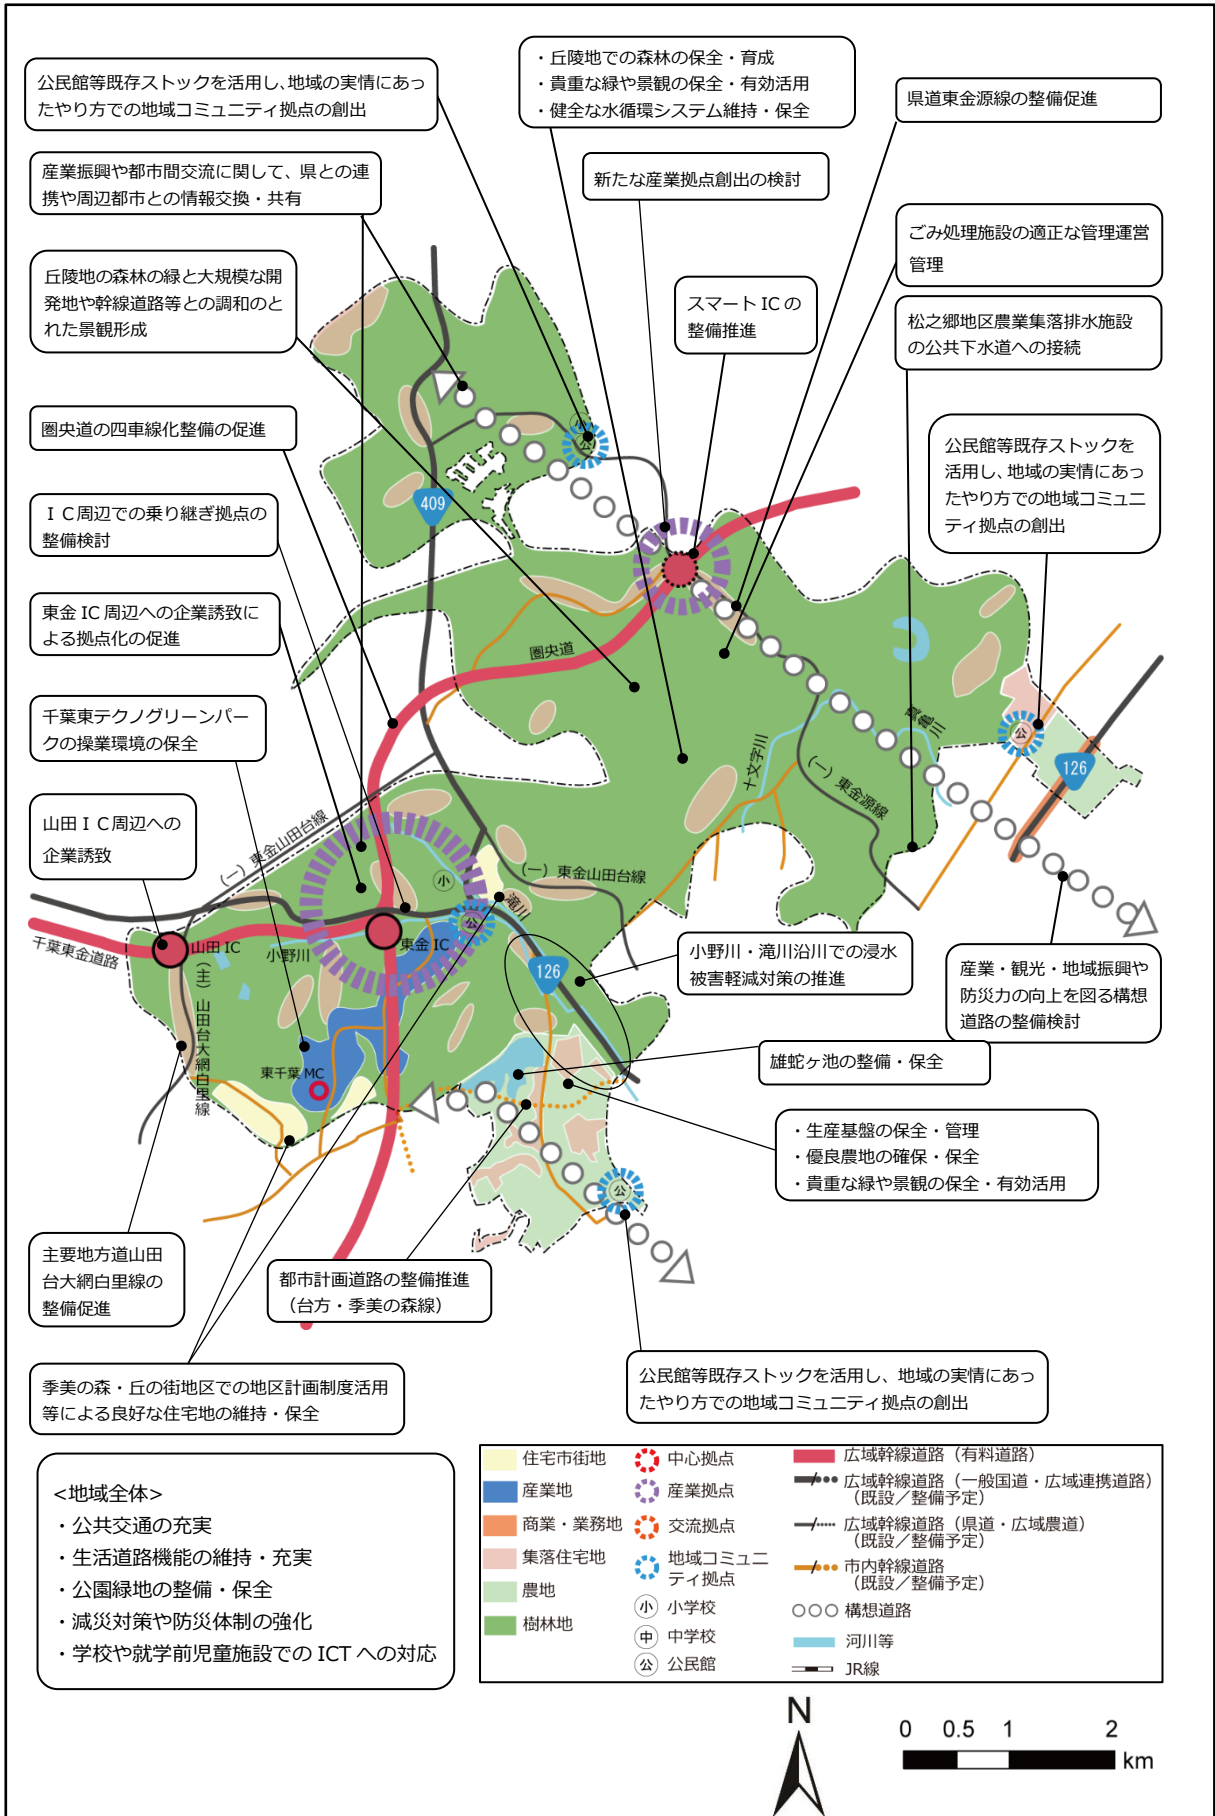 公民館等既存ストックを活用し、地域の実情にあっ
たやり方での地域コミュニティ拠点の創出
・丘陵地での森林の保全・育成
・貴重な緑や景観の保全・有効活用
・健全な水循環システム維持・保全
県道東金源線の整備促進
産業振興や都市間交流に関して、県との連
携や周辺都市との情報交換・共有
新たな産業拠点創出の検討
ごみ処理施設の適正な管理運営
管理
丘陵地の森林の緑と大規模な開
発地や幹線道路等との調和のと
れた景観形成
スマート IC の
整備推進
松之郷地区農業集落排水施設
の公共下水道への接続
圏央道の四車線化整備の促進
公民館等既存ストックを
活用し、地域の実情にあっ
たやり方での地域コミュニ
ティ拠点の創出
ＩＣ周辺での乗り継ぎ拠点の
整備検討
東金 IC 周辺への企業誘致に
よる拠点化の促進
千葉東テクノグリーンパー
クの操業環境の保全
山田ＩＣ周辺への
企業誘致
小
公
409
圏央道
真亀川
十文字川
（一）東金源線
公
126
（一）東金山田台線
（一）東金山田台線
小
滝川
公
千葉東金道路
山田 IC
小野川
東金 IC
126
（主）山田台大網白里線
東千葉 MC
公
小野川・滝川沿川での浸水
被害軽減対策の推進
産業・観光・地域振興や
防災力の向上を図る構想
道路の整備検討
雄蛇ヶ池の整備・保全
・生産基盤の保全・管理
・優良農地の確保・保全
・貴重な緑や景観の保全・有効活用
主要地方道山田
台大網白里線の
整備促進
都市計画道路の整備推進
（台方・季美の森線）
季美の森・丘の街地区での地区計画制度活用
等による良好な住宅地の維持・保全
公民館等既存ストックを活用し、地域の実情にあっ
たやり方での地域コミュニティ拠点の創出
<地域全体>
・公共交通の充実
・生活道路機能の維持・充実
・公園緑地の整備・保全
・減災対策や防災体制の強化
・学校や就学前児童施設での ICT への対応
住宅市街地
産業地
商業・業務地
集落住宅地
農地
樹林地
中心拠点
産業拠点
交流拠点
地域コミュニ
ティ拠点
小 小学校
中 中学校
公 公民館
広域幹線道路（有料道路）
広域幹線道路（一般国道・広域連携道路）
（既設／整備予定）
広域幹線道路（県道・広域農道）
（既設／整備予定）
市内幹線道路
（既設／整備予定）
構想道路
河川等
JR線
N
0 0.5 1 2
km